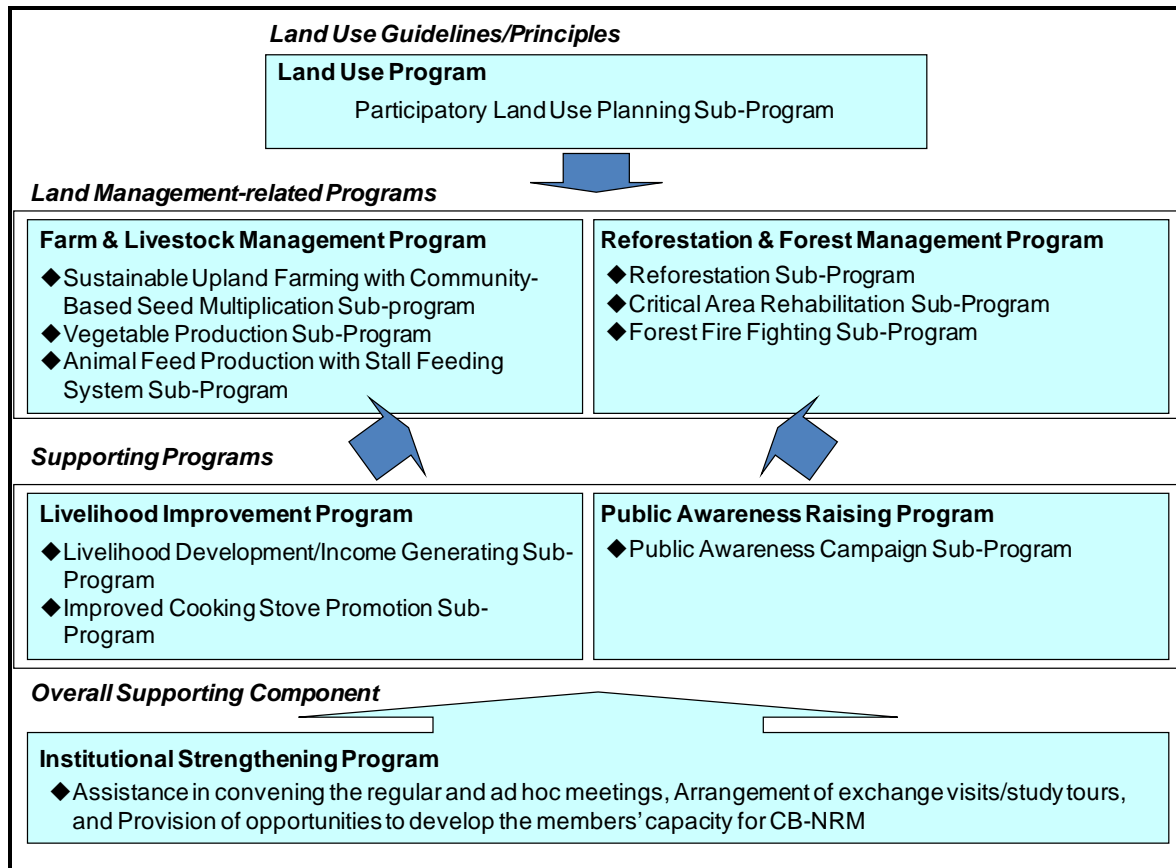 Land Use Guidelines/Principles
Land Use Program
Participatory Land Use Planning Sub-Program
Land Management-related Programs
Farm & Livestock Management Program
◆Sustainable Upland Farming with Community-
Based Seed Multiplication Sub-program
◆Vegetable Production Sub-Program
◆Animal Feed Production with Stall Feeding
System Sub-Program
Reforestation & Forest Management Program
◆Reforestation Sub-Program
◆Critical Area Rehabilitation Sub-Program
◆Forest Fire Fighting Sub-Program
Supporting Programs
Livelihood Improvement Program
◆Livelihood Development/Income Generating Sub-
Program
◆Improved Cooking Stove Promotion Sub-
Program
Public Awareness Raising Program
◆Public Awareness Campaign Sub-Program
Overall Supporting Component
Institutional Strengthening Program
◆Assistance in convening the regular and ad hoc meetings, Arrangement of exchange visits/study tours,
and Provision of opportunities to develop the members' capacity for CB-NRM